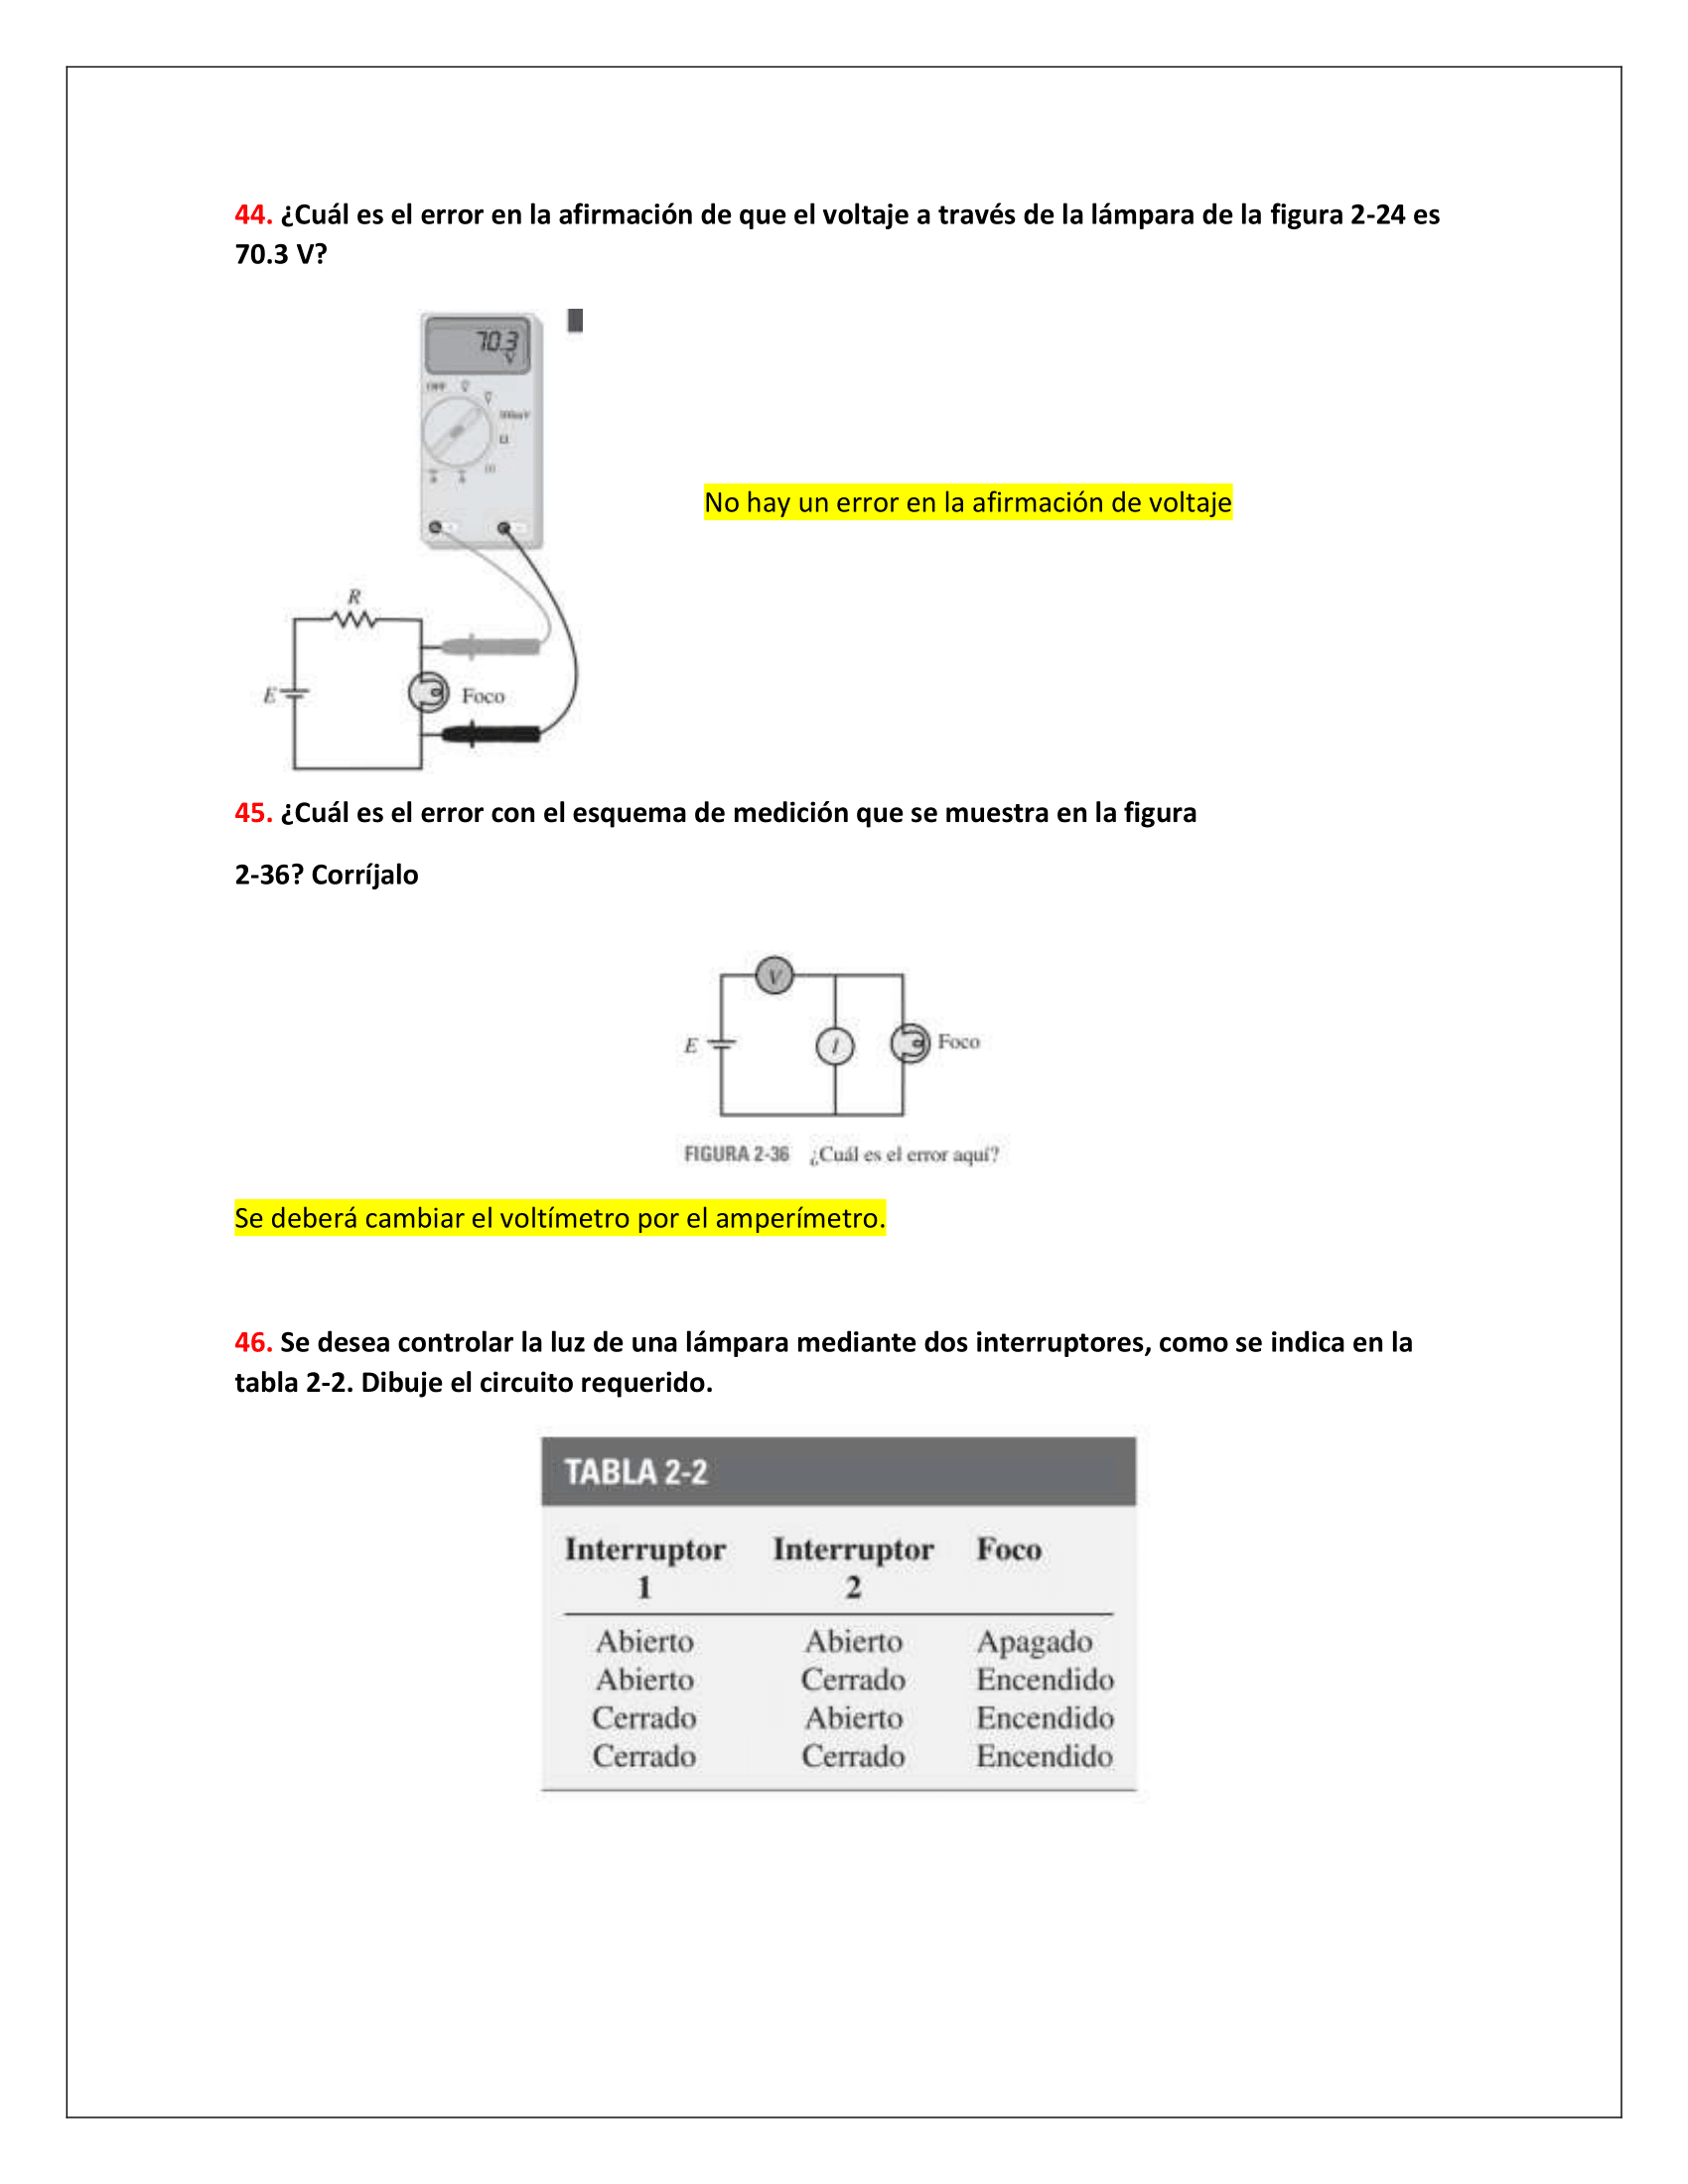 44. ¿Cuál es el error en la afirmación de que el voltaje a través de la lámpara de la figura 2-24 es
70.3 V?
70.3
V
OFF
300mV
Ω
No hay un error en la afirmación de voltaje
R
E
Foco
45. ¿Cuál es el error con el esquema de medición que se muestra en la figura
2-36? Corríjalo
V
E
I
Foco
FIGURA 2-36 ¿Cuál es el error aquí?
Se deberá cambiar el voltímetro por el amperímetro.
46. Se desea controlar la luz de una lámpara mediante dos interruptores, como se indica en la
tabla 2-2. Dibuje el circuito requerido.
TABLA 2-2
Interruptor Interruptor Foco
1 2
Abierto Abierto Apagado
Abierto Cerrado Encendido
Cerrado Abierto Encendido
Cerrado Cerrado Encendido